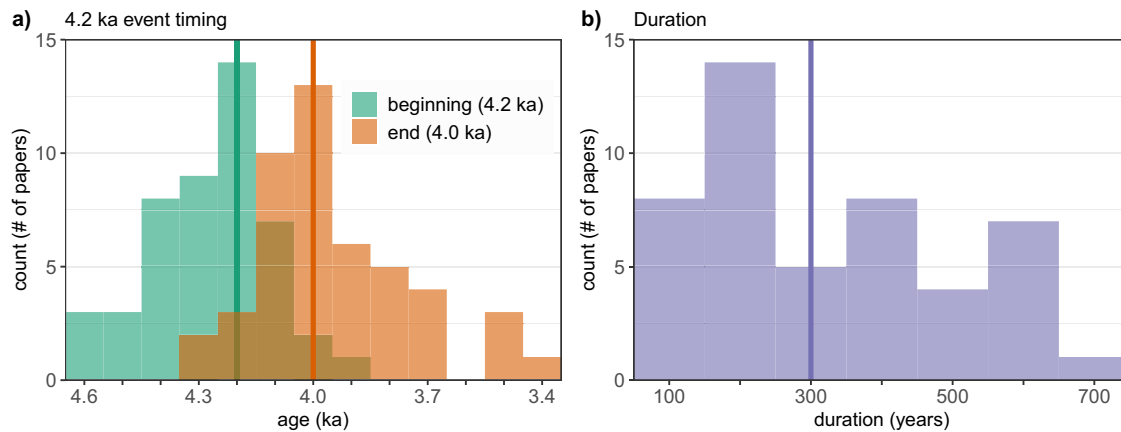 a) 4.2 ka event timing
15
10
5
0
count (# of papers)
beginning (4.2 ka)
end (4.0 ka)
4.6 4.3 4.0 3.7 3.4
age (ka)
b) Duration
15
10
5
0
count (# of papers)
100 300 500 700
duration (years)